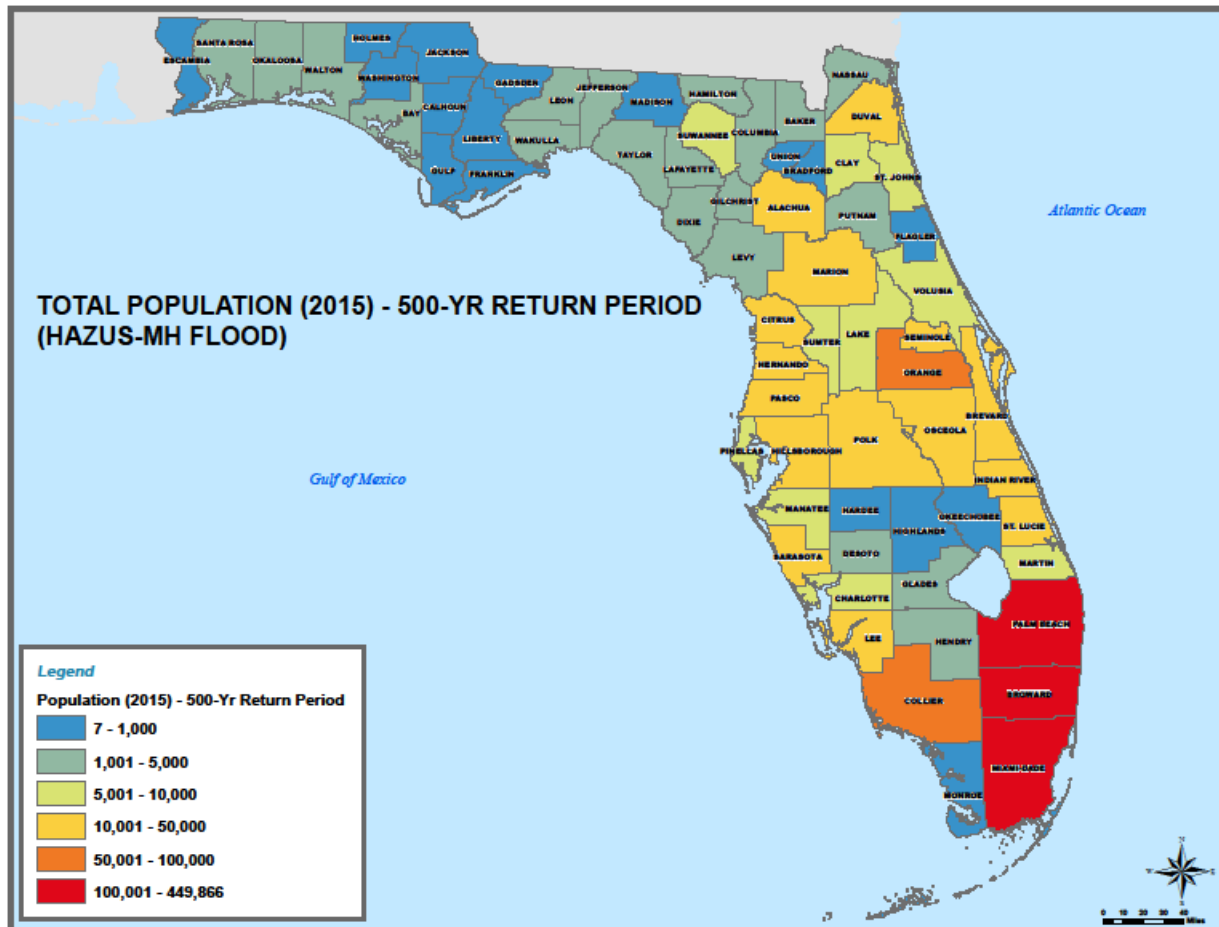 NASSAU
SANTA ROSA
HOLMES
JACKSON
ESCAMBIA
OKALOOSA
WALTON
WASHINGTON
GADSDEN
JEFFERSON
HAMILTON
MADISON
LEON
BAY
CALHOUN
BAKER
DUVAL
SUWANNEE
COLUMBIA
LIBERTY
WAKULLA
TAYLOR
LAFAYETTE
UNION
BRADFORD
CLAY
ST. JOHNS
GULF
FRANKLIN
GILCHRIST
ALACHUA
PUTNAM
DIXIE
FLAGLER
Atlantic Ocean
LEVY
MARION
VOLUSIA
TOTAL POPULATION (2015) - 500-YR RETURN PERIOD
(HAZUS-MH FLOOD)
CITRUS
SUMTER
LAKE
SEMINOLE
HERNANDO
ORANGE
PASCO
BREVARD
OSCEOLA
POLK
PINELLAS
HILLSBOROUGH
Gulf of Mexico
INDIAN RIVER
MANATEE
HARDEE
OKEECHOBEE
HIGHLANDS
ST. LUCIE
SARASOTA
DESOTO
MARTIN
GLADES
CHARLOTTE
PALM BEACH
LEE
HENDRY
BROWARD
COLLIER
MIAMI-DADE
MONROE
Legend
Population (2015) - 500-Yr Return Period
7 - 1,000
1,001 - 5,000
5,001 - 10,000
10,001 - 50,000
50,001 - 100,000
100,001 - 449,866
N
W E
S
0 10 20 30 40
Miles